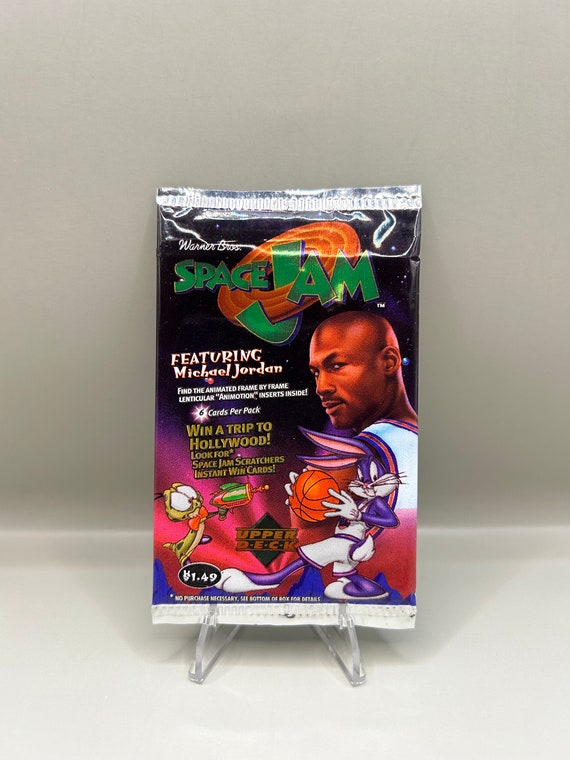 Warner Bros.
SPACE JAM
™
FEATURING
Michael Jordan
FIND THE ANIMATED FRAME BY FRAME
LENTICULAR "ANIMOTION" INSERTS INSIDE!
6 Cards Per Pack
WIN A TRIP TO
HOLLYWOOD!
LOOK FOR*
SPACE JAM SCRATCHERS
INSTANT WIN CARDS!
UPPER
DECK
$1.49
* NO PURCHASE NECESSARY. SEE BOTTOM OF BOX FOR DETAILS.